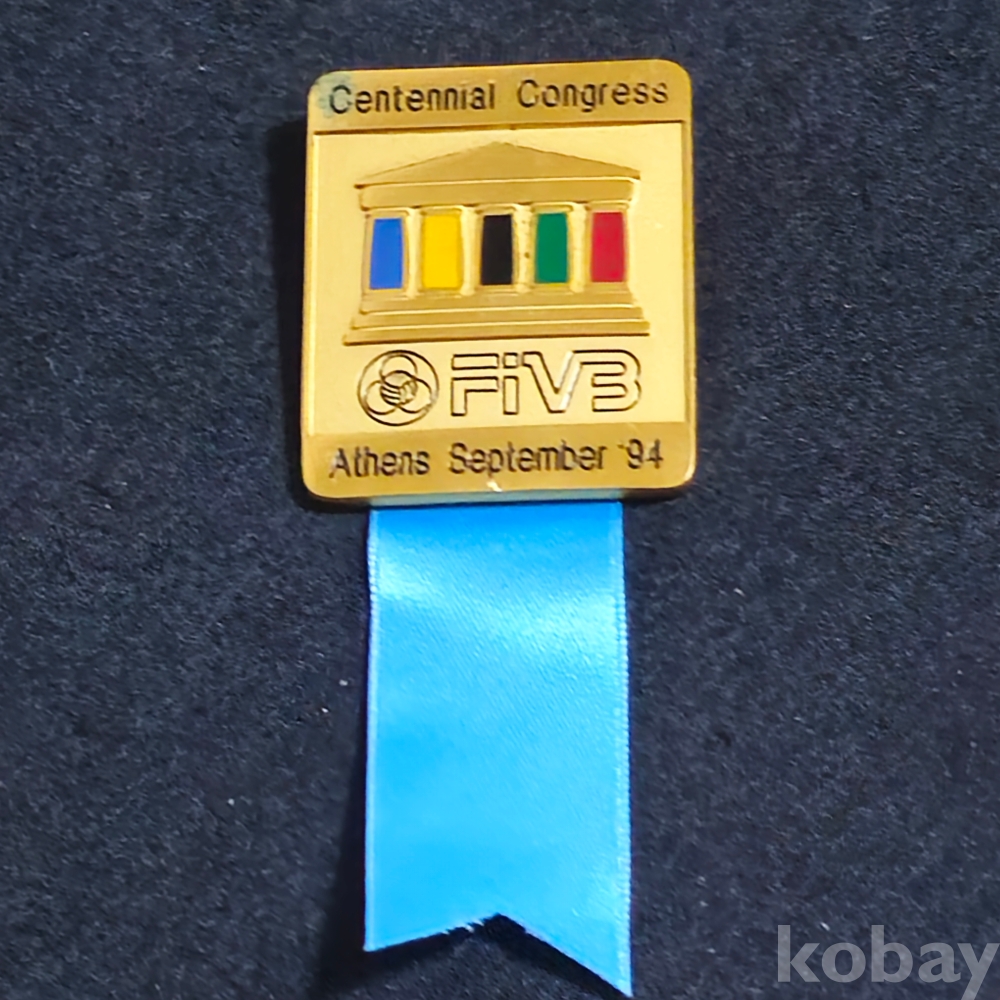 Centennial Congress
FiVB
Athens September '94
kobay